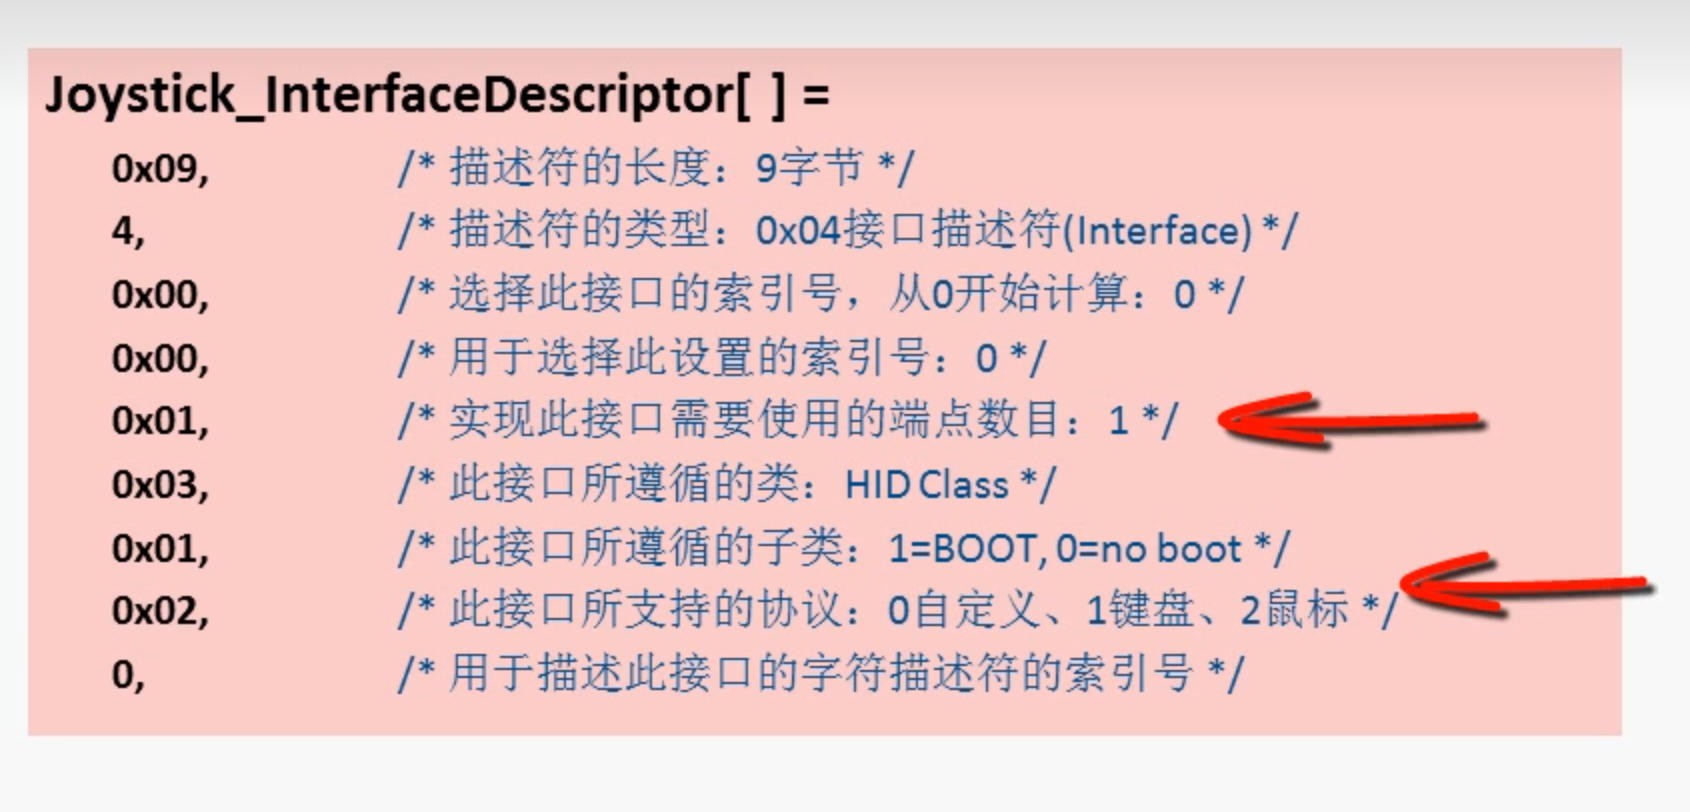 Joystick_InterfaceDescriptor[ ] =
0x09, /* 描述符的长度：9字节 */
4, /* 描述符的类型：0x04接口描述符(Interface) */
0x00, /* 选择此接口的索引号，从0开始计算：0 */
0x00, /* 用于选择此设置的索引号：0 */
0x01, /* 实现此接口需要使用的端点数目：1 */
0x03, /* 此接口所遵循的类：HID Class */
0x01, /* 此接口所遵循的子类：1=BOOT, 0=no boot */
0x02, /* 此接口所支持的协议：0自定义、1键盘、2鼠标 */
0, /* 用于描述此接口的字符描述符的索引号 */